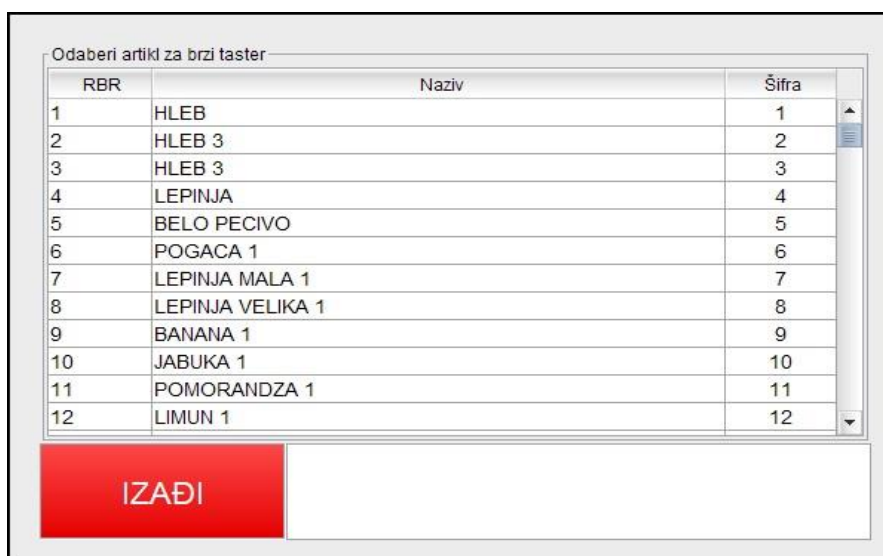 Odaberi artikl za brzi taster
RBR Naziv Šifra
1 HLEB 1
2 HLEB 3 2
3 HLEB 3 3
4 LEPINJA 4
5 BELO PECIVO 5
6 POGACA 1 6
7 LEPINJA MALA 1 7
8 LEPINJA VELIKA 1 8
9 BANANA 1 9
10 JABUKA 1 10
11 POMORANDZA 1 11
12 LIMUN 1 12
IZAĐI